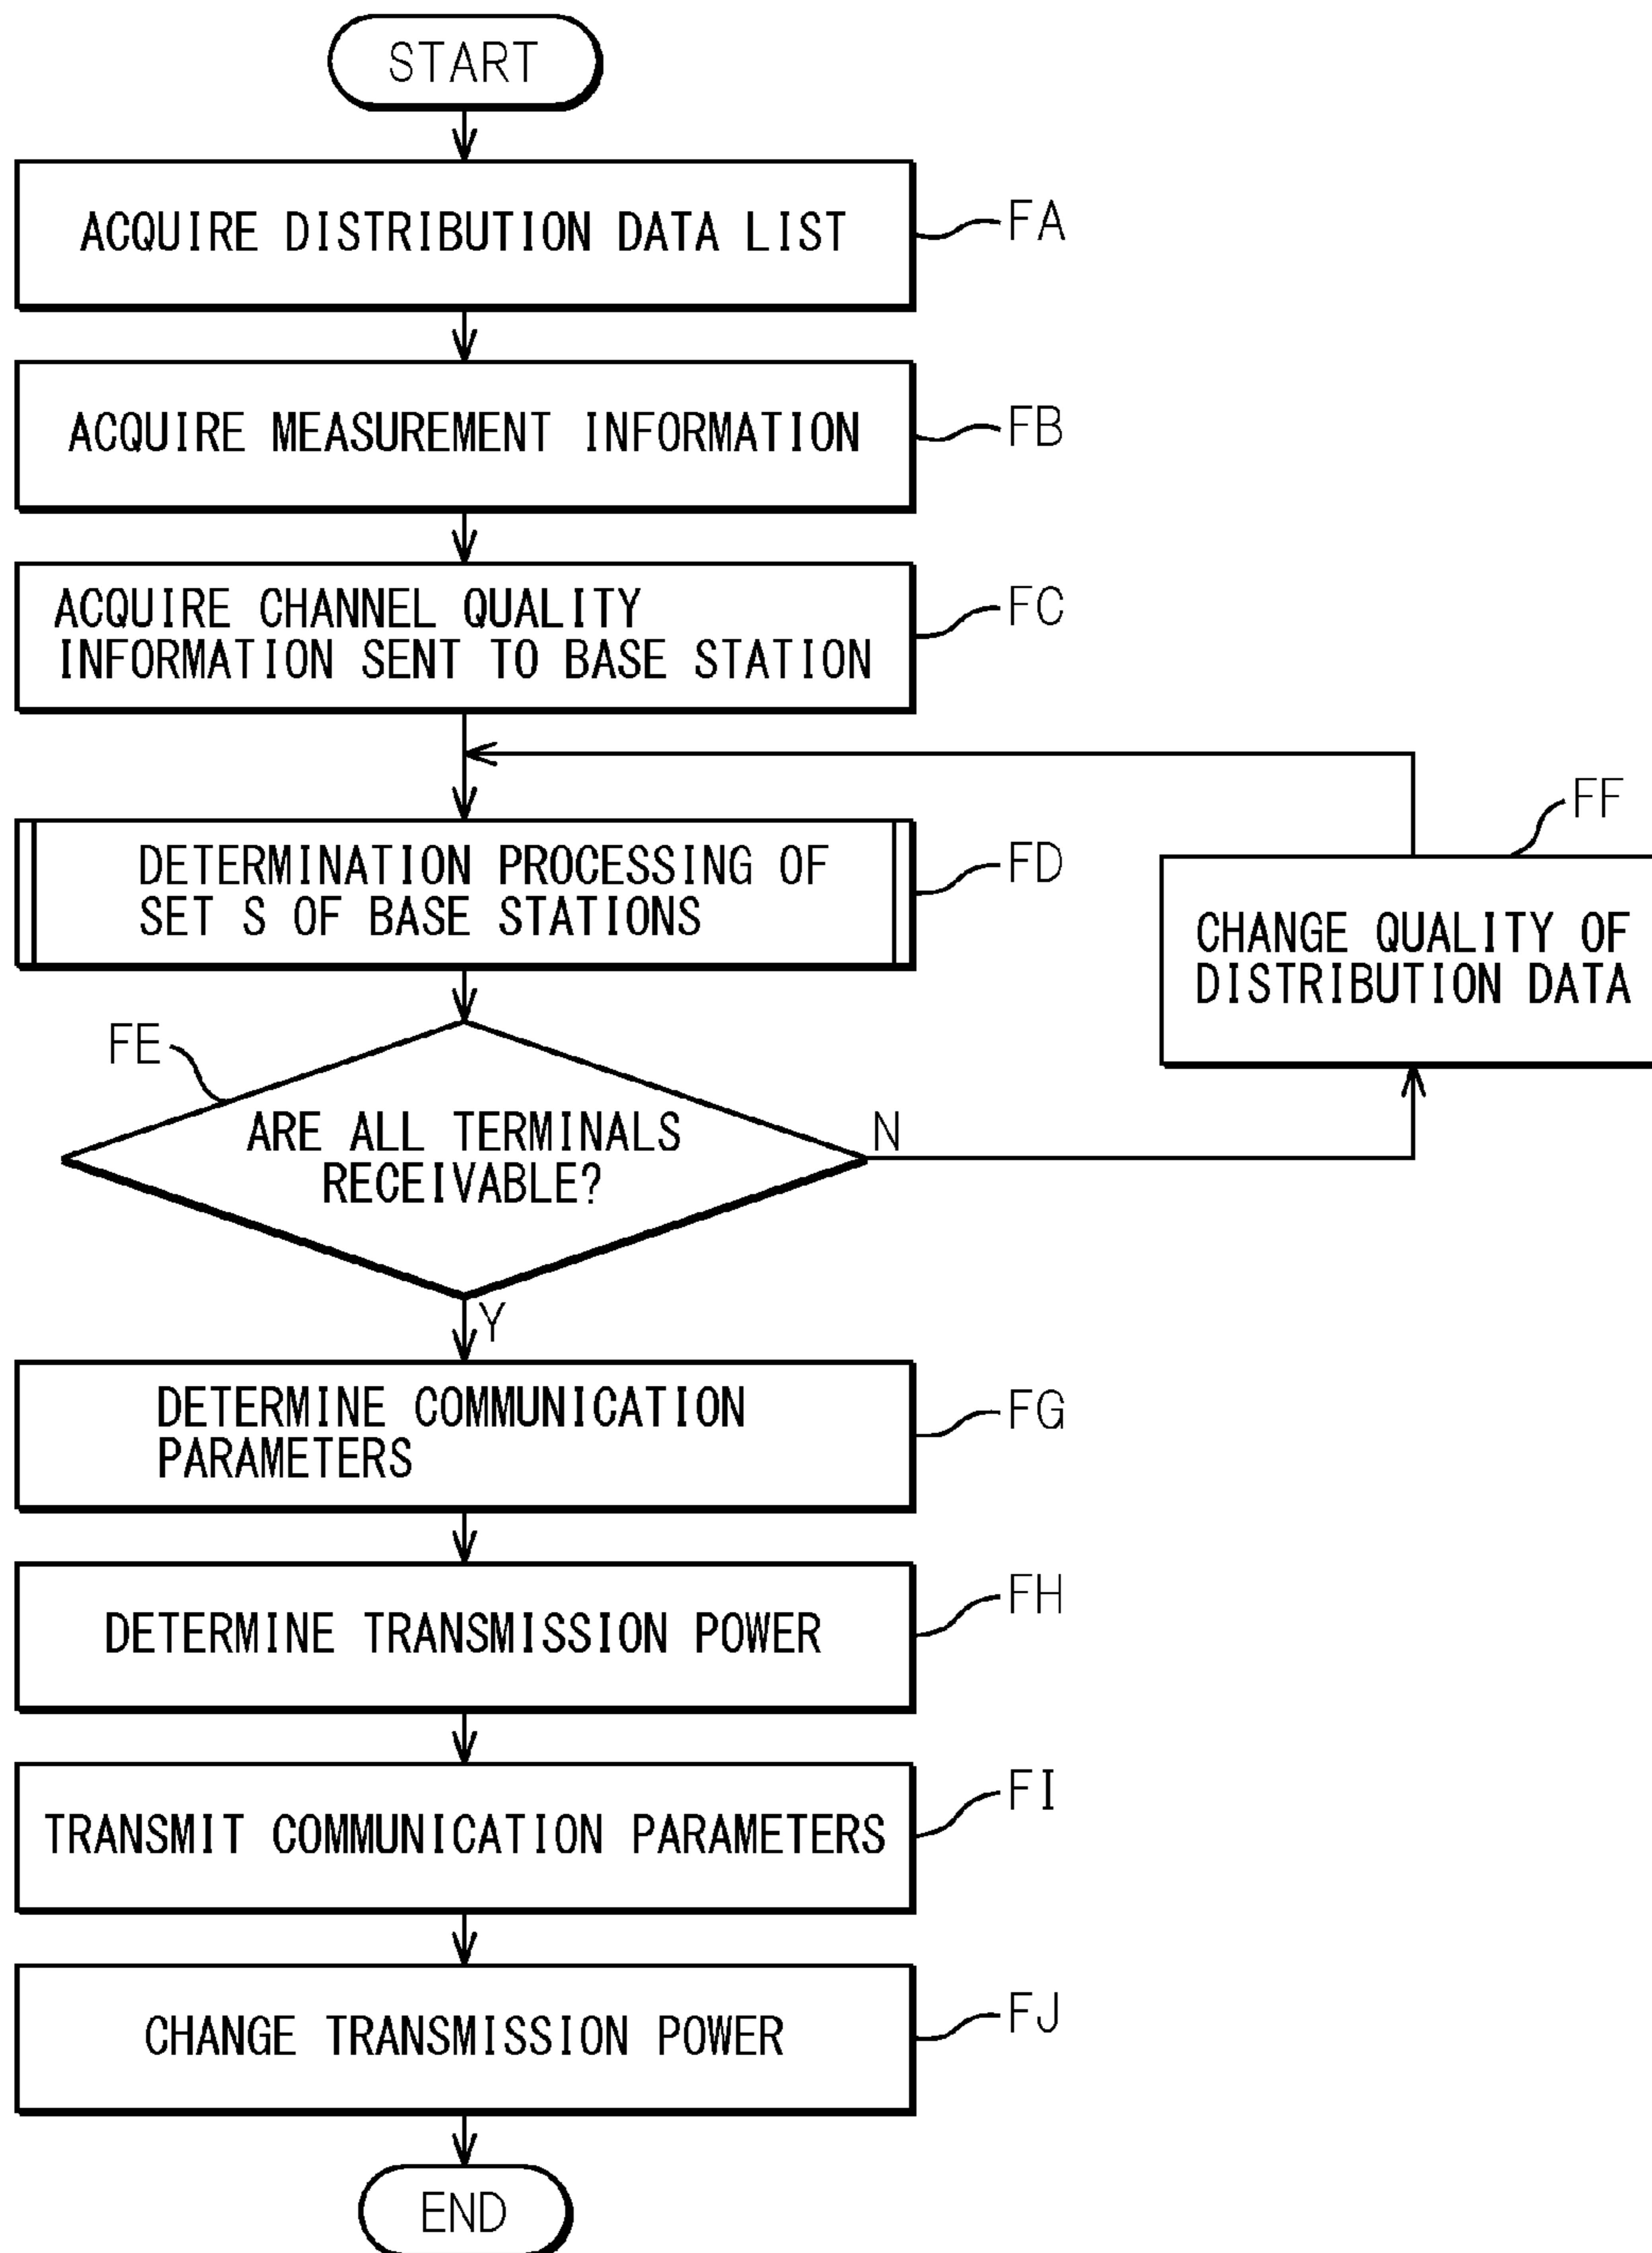 START
ACQUIRE DISTRIBUTION DATA LIST
FA
ACQUIRE MEASUREMENT INFORMATION
FB
ACQUIRE CHANNEL QUALITY
INFORMATION SENT TO BASE STATION
FC
DETERMINATION PROCESSING OF
SET S OF BASE STATIONS
FD
FF
CHANGE QUALITY OF
DISTRIBUTION DATA
FE
ARE ALL TERMINALS
RECEIVABLE?
N
Y
DETERMINE COMMUNICATION
PARAMETERS
FG
DETERMINE TRANSMISSION POWER
FH
TRANSMIT COMMUNICATION PARAMETERS
FI
CHANGE TRANSMISSION POWER
FJ
END